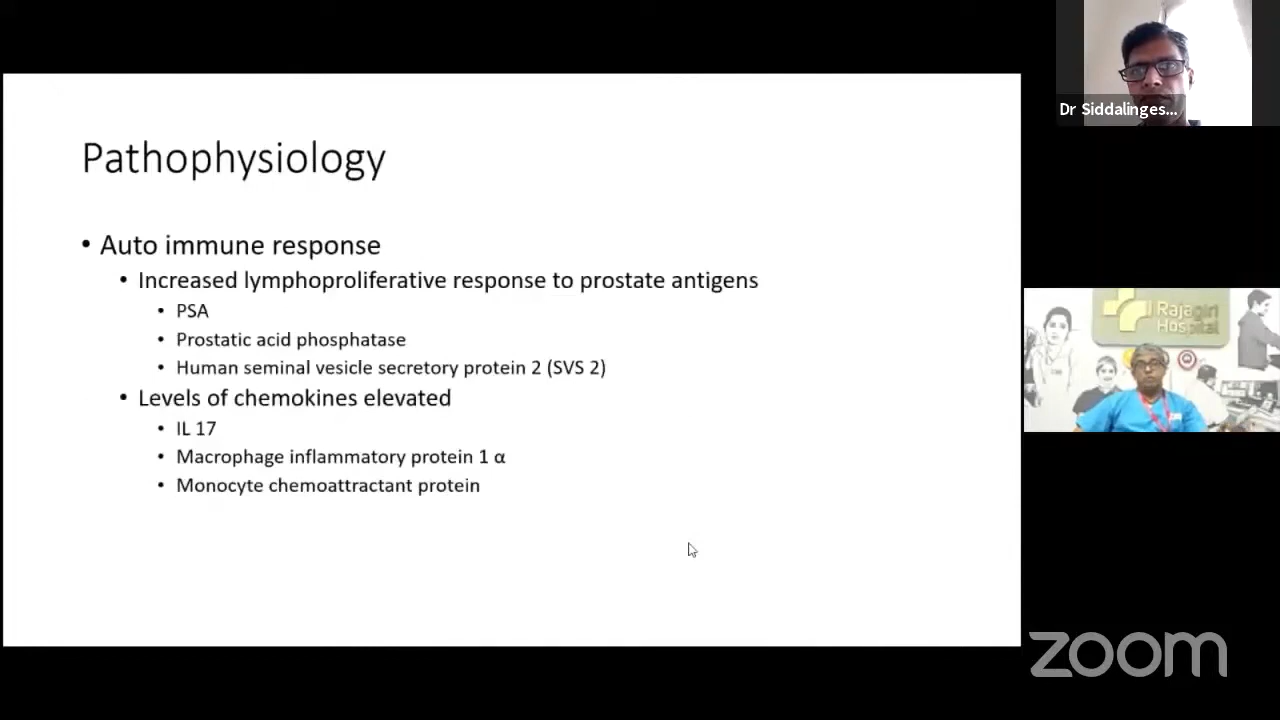 Dr Siddalinges...
Pathophysiology
• Auto immune response
• Increased lymphoproliferative response to prostate antigens
• PSA
• Prostatic acid phosphatase
• Human seminal vesicle secretory protein 2 (SVS 2)
• Levels of chemokines elevated
• IL 17
• Macrophage inflammatory protein 1 α
• Monocyte chemoattractant protein
Rajagiri
Hospital
zoom